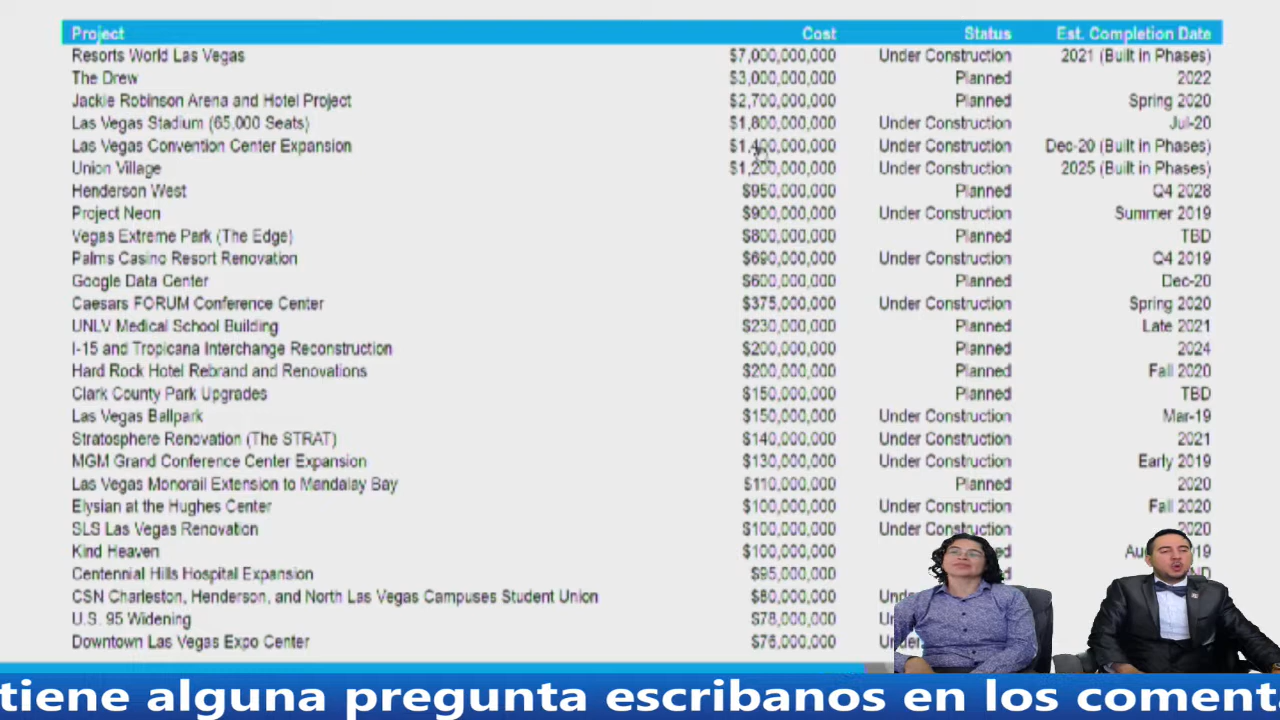 Project Cost Status Est. Completion Date
Resorts World Las Vegas $7,000,000,000 Under Construction 2021 (Built in Phases)
The Drew $3,000,000,000 Planned 2022
Jackie Robinson Arena and Hotel Project $2,700,000,000 Planned Spring 2020
Las Vegas Stadium (65,000 Seats) $1,800,000,000 Under Construction Jul-20
Las Vegas Convention Center Expansion $1,400,000,000 Under Construction Dec-20 (Built in Phases)
Union Village $1,200,000,000 Under Construction 2025 (Built in Phases)
Henderson West $950,000,000 Planned Q4 2028
Project Neon $900,000,000 Under Construction Summer 2019
Vegas Extreme Park (The Edge) $800,000,000 Planned TBD
Palms Casino Resort Renovation $690,000,000 Under Construction Q4 2019
Google Data Center $600,000,000 Planned Dec-20
Caesars FORUM Conference Center $375,000,000 Under Construction Spring 2020
UNLV Medical School Building $230,000,000 Planned Late 2021
I-15 and Tropicana Interchange Reconstruction $200,000,000 Planned 2024
Hard Rock Hotel Rebrand and Renovations $200,000,000 Planned Fall 2020
Clark County Park Upgrades $150,000,000 Planned TBD
Las Vegas Ballpark $150,000,000 Under Construction Mar-19
Stratosphere Renovation (The STRAT) $140,000,000 Under Construction 2021
MGM Grand Conference Center Expansion $130,000,000 Under Construction Early 2019
Las Vegas Monorail Extension to Mandalay Bay $110,000,000 Planned 2020
Elysian at the Hughes Center $100,000,000 Under Construction Fall 2020
SLS Las Vegas Renovation $100,000,000 Under Construction 2020
Kind Heaven $100,000,000
Centennial Hills Hospital Expansion $95,000,000
CSN Charleston, Henderson, and North Las Vegas Campuses Student Union $80,000,000
U.S. 95 Widening $78,000,000
Downtown Las Vegas Expo Center $76,000,000 Under
tiene alguna pregunta escribanos en los coment